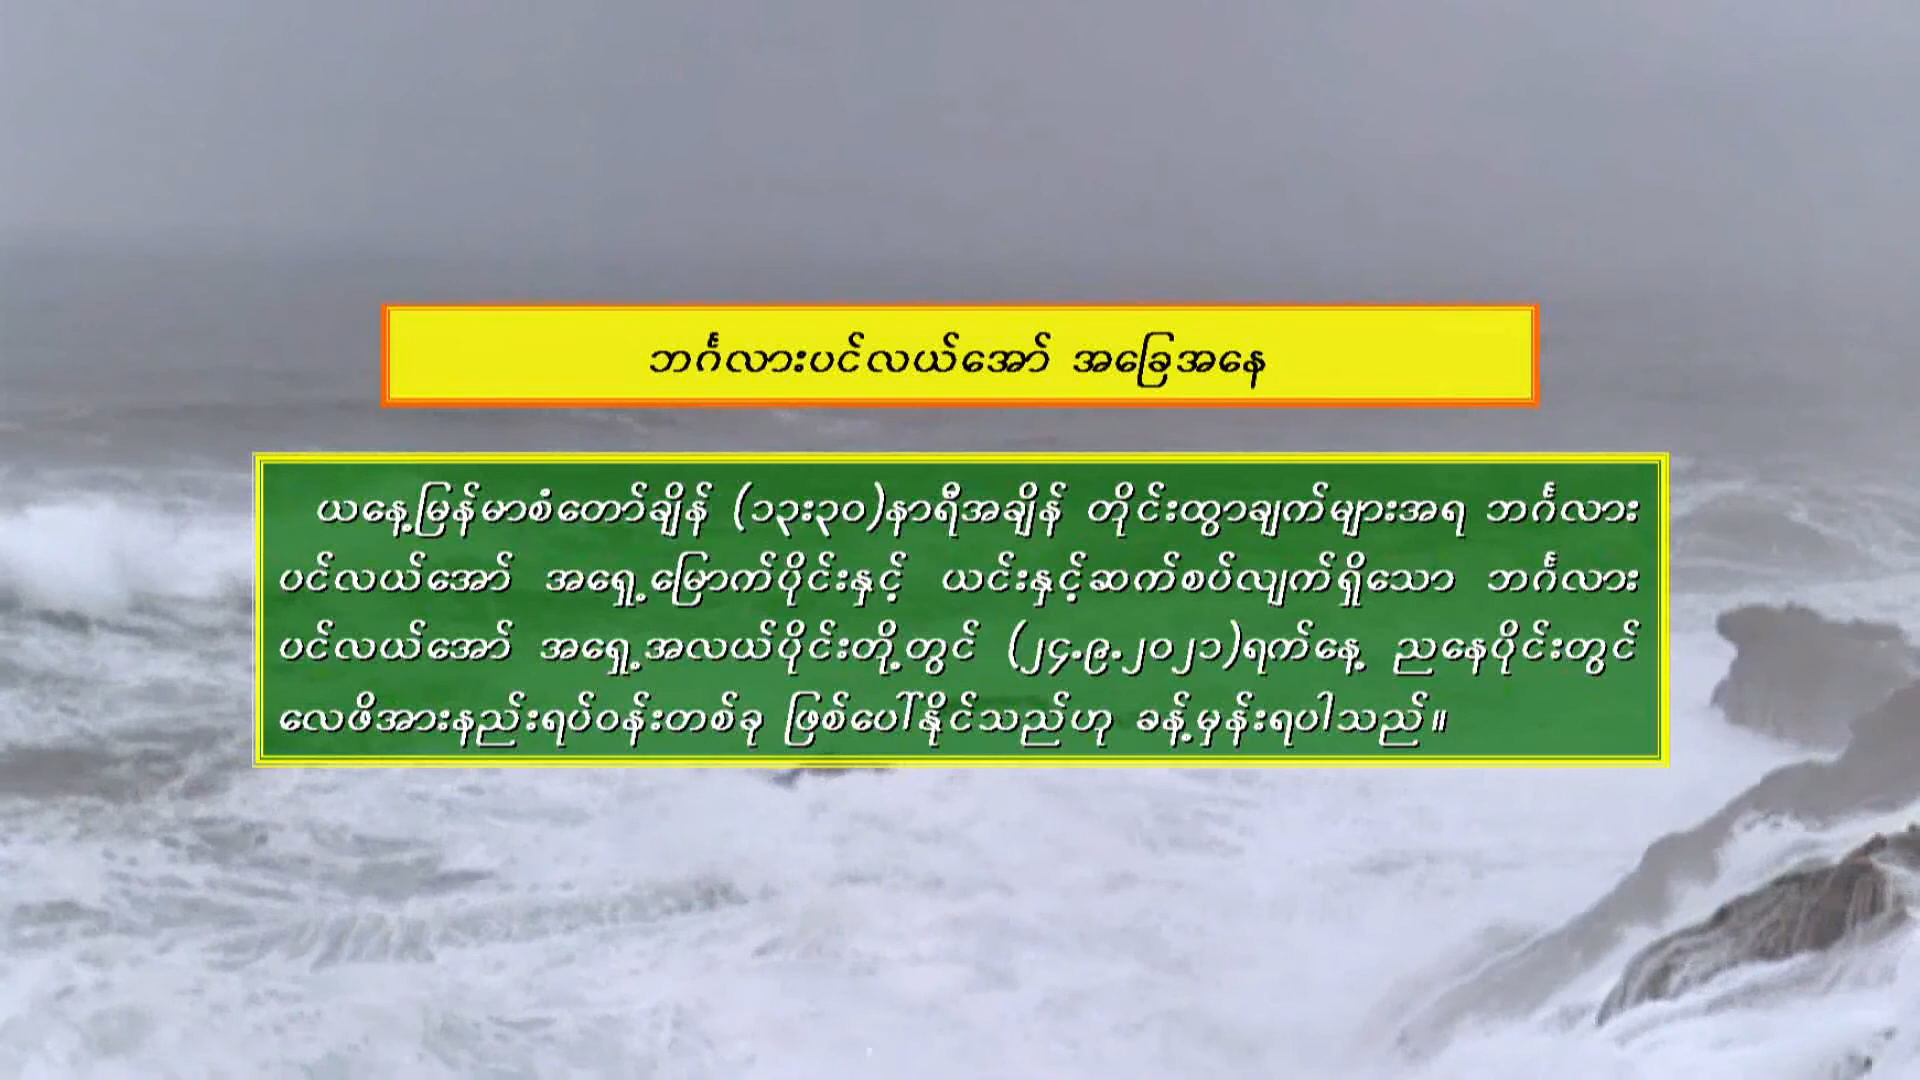 ဘင်္ဂလားပင်လယ်အော် အခြေအနေ
ယနေ့မြန်မာစံတော်ချိန် (၁၃း၃၀)နာရီအချိန် တိုင်းထွာချက်များအရ ဘင်္ဂလား
ပင်လယ်အော် အရှေ့မြောက်ပိုင်းနှင့် ယင်းနှင့်ဆက်စပ်လျက်ရှိသော ဘင်္ဂလား
ပင်လယ်အော် အရှေ့အလယ်ပိုင်းတို့တွင် (၂၄.၉.၂၀၂၁)ရက်နေ့ ညနေပိုင်းတွင်
လေဖိအားနည်းရပ်ဝန်းတစ်ခု ဖြစ်ပေါ်နိုင်သည်ဟု ခန့်မှန်းရပါသည်။